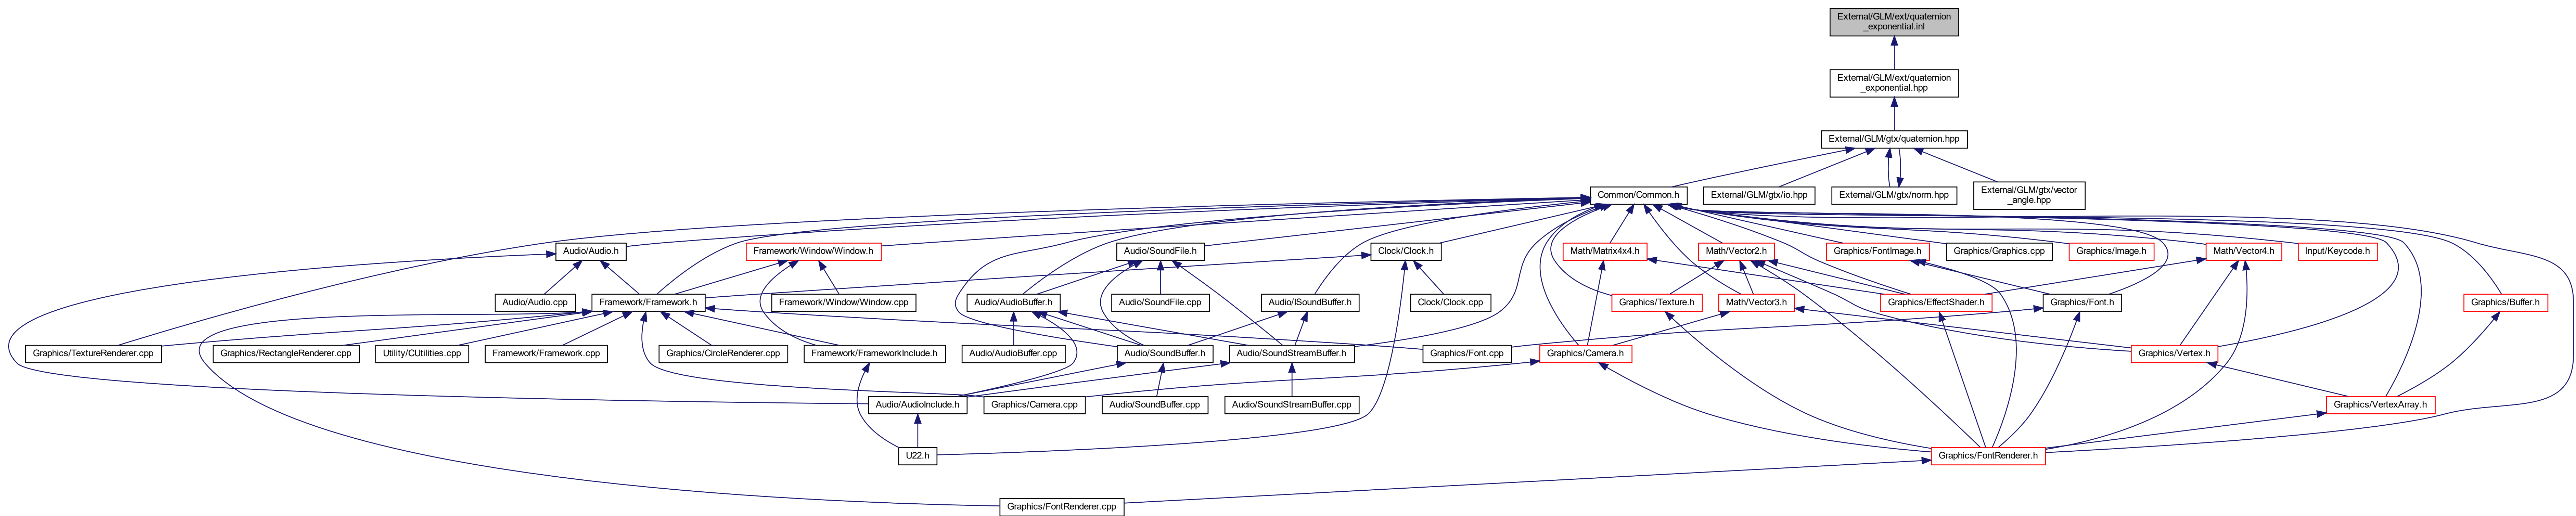 External/GLM/ext/quaternion
_exponential.inl
External/GLM/ext/quaternion
_exponential.hpp
External/GLM/gtx/quaternion.hpp
Common/Common.h
External/GLM/gtx/io.hpp
External/GLM/gtx/norm.hpp
External/GLM/gtx/vector
_angle.hpp
Audio/Audio.h
Framework/Window/Window.h
Audio/SoundFile.h
Clock/Clock.h
Math/Matrix4x4.h
Math/Vector2.h
Graphics/FontImage.h
Graphics/Graphics.cpp
Graphics/Image.h
Math/Vector4.h
Input/Keycode.h
Audio/Audio.cpp
Framework/Framework.h
Framework/Window/Window.cpp
Audio/AudioBuffer.h
Audio/SoundFile.cpp
Audio/ISoundBuffer.h
Clock/Clock.cpp
Graphics/Texture.h
Math/Vector3.h
Graphics/EffectShader.h
Graphics/Font.h
Graphics/Buffer.h
Graphics/TextureRenderer.cpp
Graphics/RectangleRenderer.cpp
Utility/CUtilities.cpp
Framework/Framework.cpp
Graphics/CircleRenderer.cpp
Framework/FrameworkInclude.h
Audio/AudioBuffer.cpp
Audio/SoundBuffer.h
Audio/SoundStreamBuffer.h
Graphics/Font.cpp
Graphics/Camera.h
Graphics/Vertex.h
Audio/AudioInclude.h
Graphics/Camera.cpp
Audio/SoundBuffer.cpp
Audio/SoundStreamBuffer.cpp
Graphics/VertexArray.h
U22.h
Graphics/FontRenderer.h
Graphics/FontRenderer.cpp